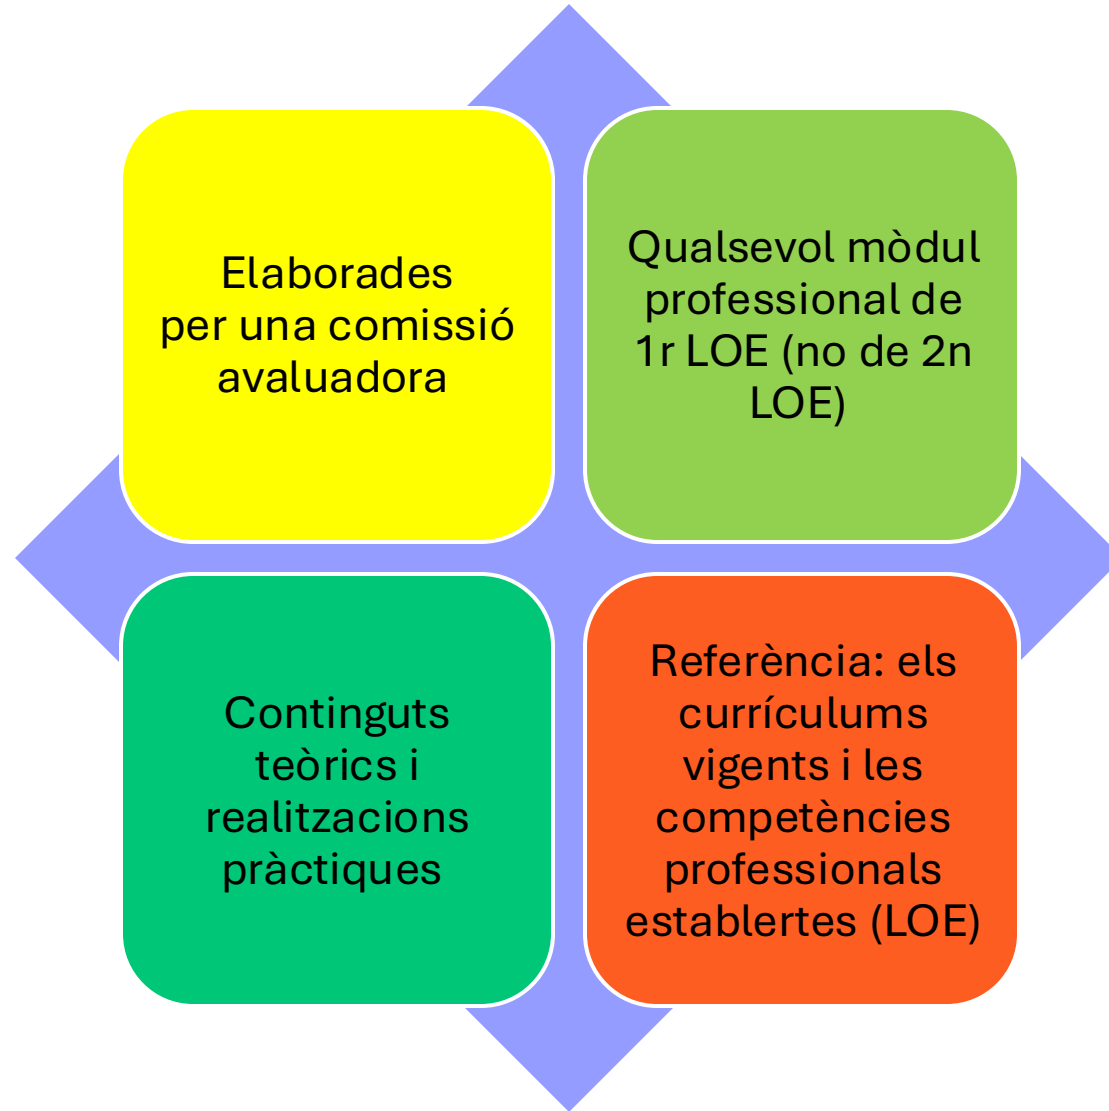 Elaborades
per una comissió
avaluadora
Qualsevol mòdul
professional de
1r LOE (no de 2n
LOE)
Continguts
teòrics i
realitzacions
pràctiques
Referència: els
currículums
vigents i les
competències
professionals
establertes (LOE)